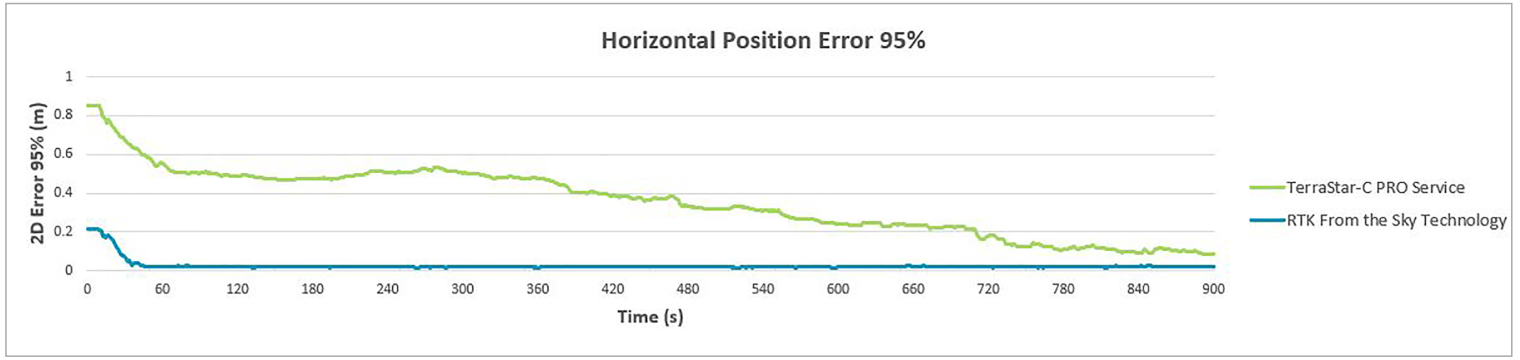 Horizontal Position Error 95%
2D Error 95% (m)
1
0.8
0.6
0.4
0.2
0
0 60 120 180 240 300 360 420 480 540 600 660 720 780 840 900
Time (s)
TerraStar-C PRO Service
RTK From the Sky Technology